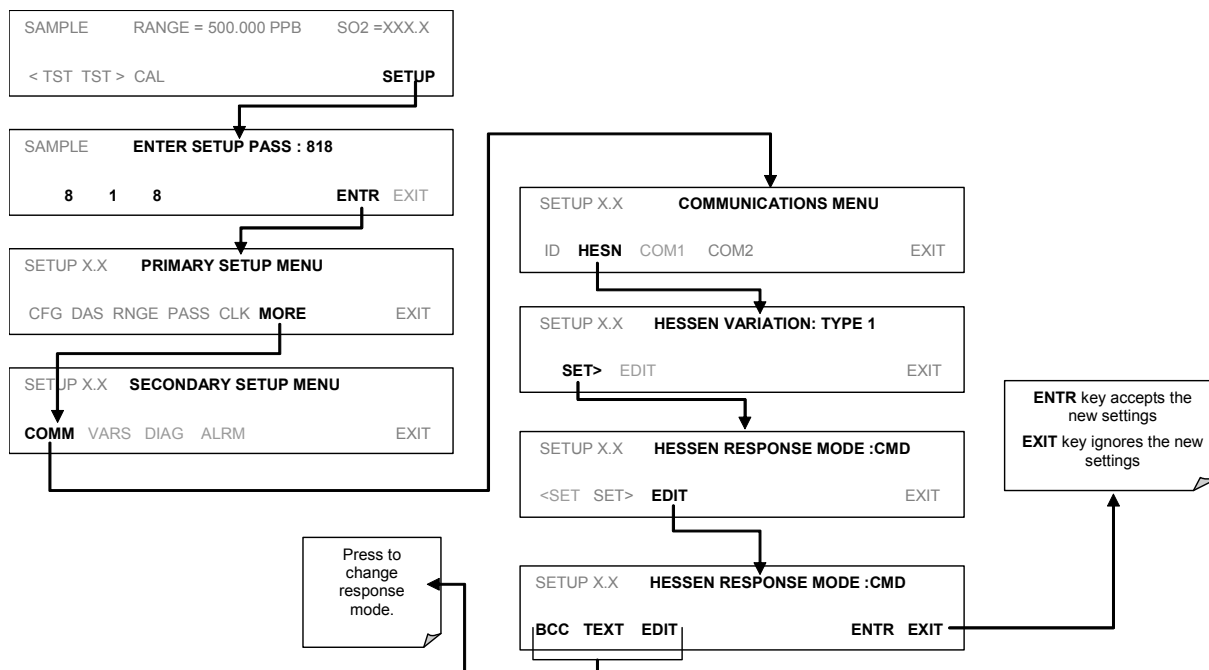 SAMPLE RANGE = 500.000 PPB SO2 =XXX.X
< TST TST > CAL SETUP
SAMPLE ENTER SETUP PASS : 818
8 1 8 ENTR EXIT
SETUP X.X PRIMARY SETUP MENU
CFG DAS RNGE PASS CLK MORE EXIT
SETUP X.X SECONDARY SETUP MENU
COMM VARS DIAG ALRM EXIT
SETUP X.X COMMUNICATIONS MENU
ID HESN COM1 COM2 EXIT
SETUP X.X HESSEN VARIATION: TYPE 1
SET> EDIT EXIT
SETUP X.X HESSEN RESPONSE MODE :CMD
<SET SET> EDIT EXIT
SETUP X.X HESSEN RESPONSE MODE :CMD
BCC TEXT EDIT ENTR EXIT
ENTR key accepts the
new settings
EXIT key ignores the new
settings
Press to
change
response
mode.